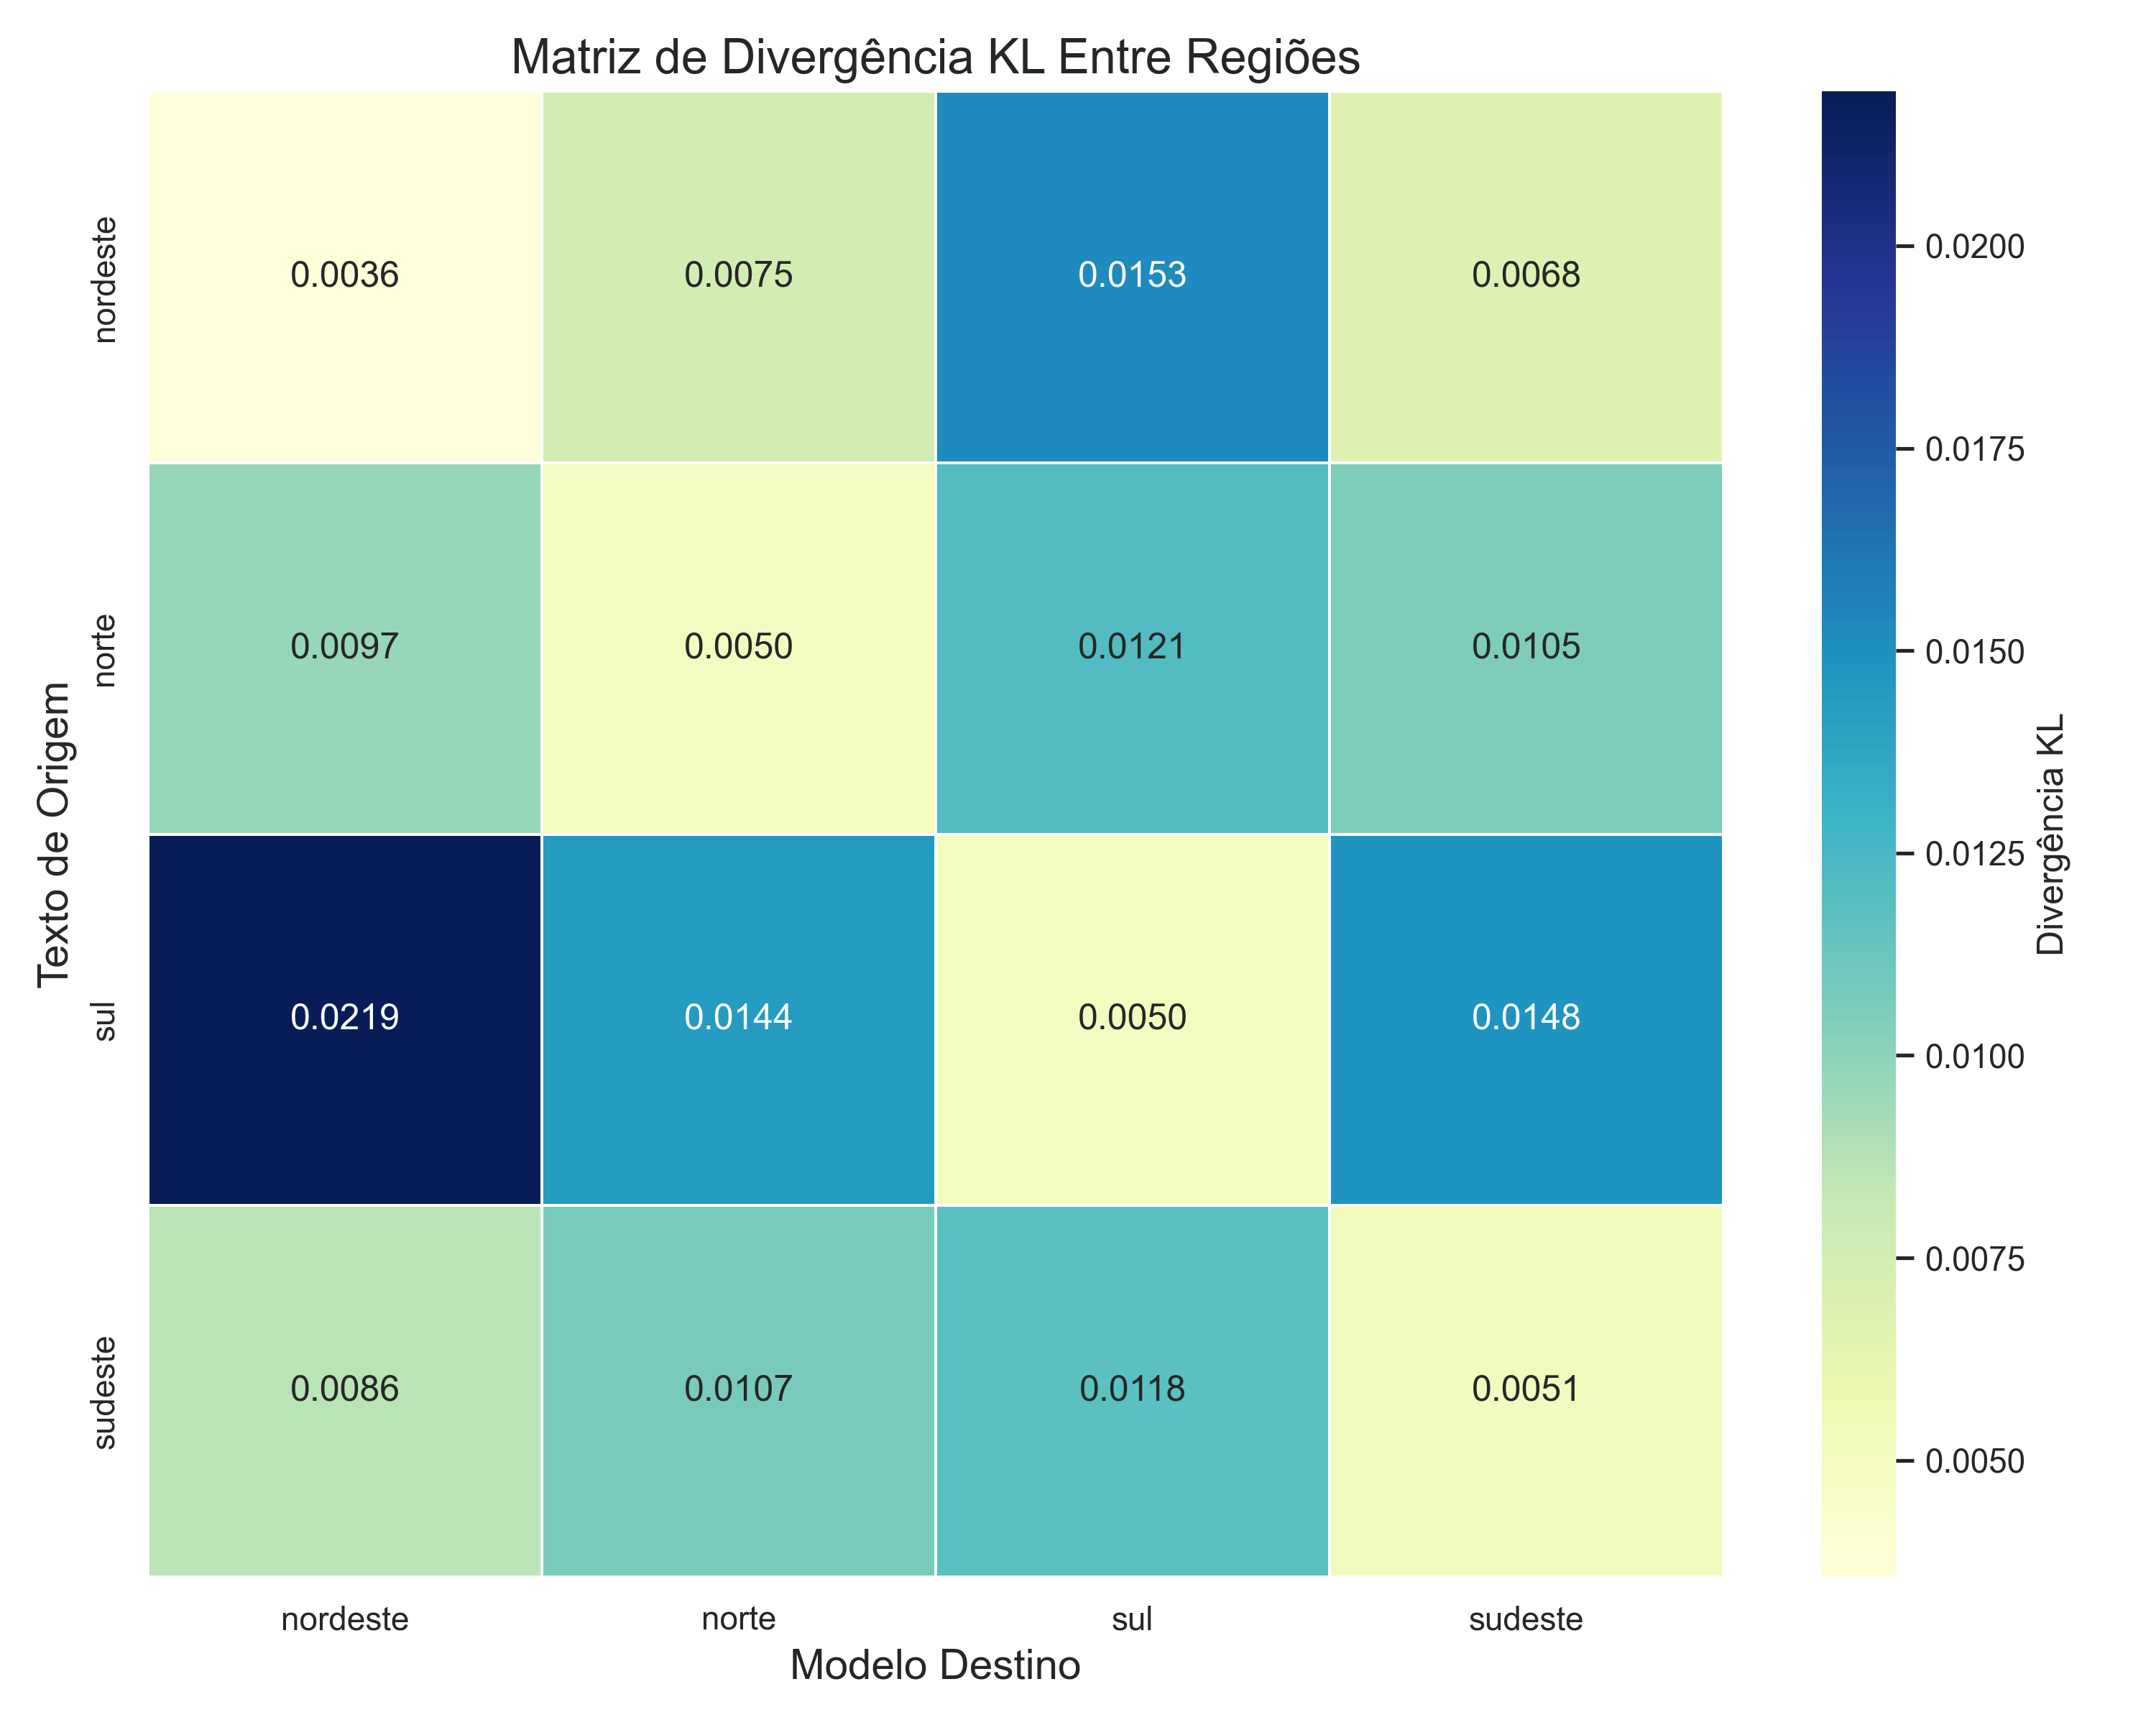 Matriz de Divergência KL Entre Regiões
nordeste
0.0036 0.0075 0.0153 0.0068
norte
0.0097 0.0050 0.0121 0.0105
sul
0.0219 0.0144 0.0050 0.0148
sudeste
0.0086 0.0107 0.0118 0.0051
Texto de Origem
nordeste norte sul sudeste
Modelo Destino
0.0200
0.0175
0.0150
0.0125
0.0100
0.0075
0.0050
Divergência KL